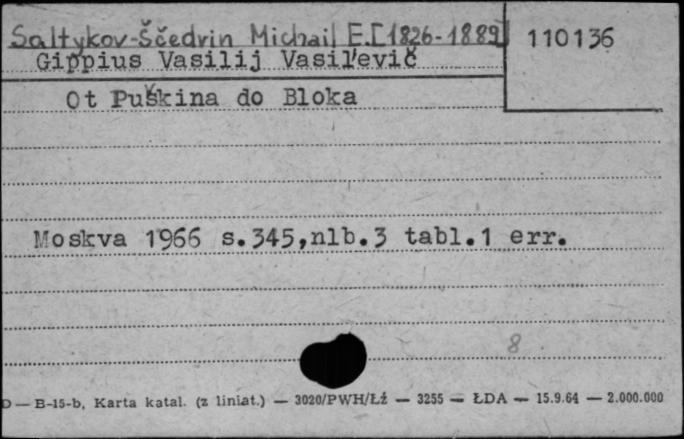 Saltykov-Ščedrin Michail E.[1826-1889]
110136
Gippius Vasilij Vasil'evič
Ot Puškina do Bloka
Moskva 1966 s.345,nlb.3 tabl.1 err.
8
D — B-15-b, Karta katal. (z liniat.) — 3020/PWH/Łź — 3255 — ŁDA — 15.9.64 — 2.000.000